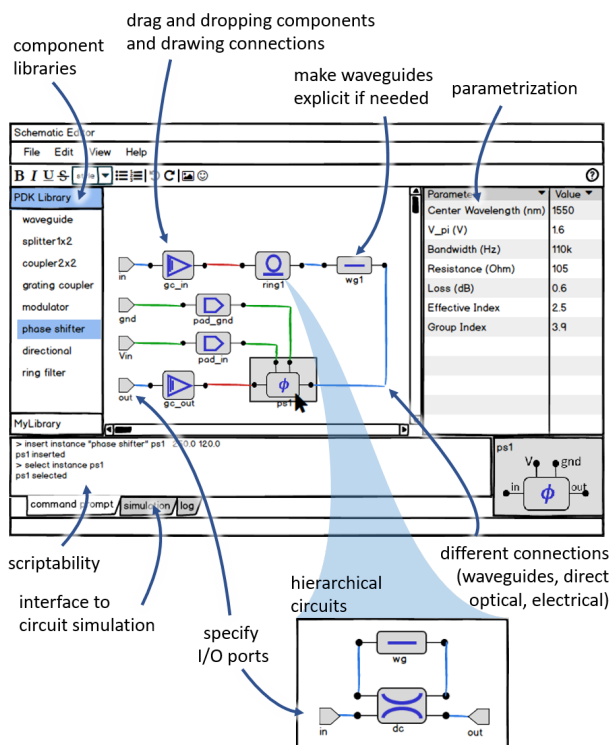 drag and dropping components
and drawing connections
component
libraries
make waveguides
explicit if needed
parametrization
Schematic Editor
File Edit View Help
B I U S style
PDK Library
waveguide
splitter1x2
coupler2x2
grating coupler
modulator
phase shifter
directional
ring filter
MyLibrary
in
gc_in
ring1
wg1
gnd
pad_gnd
Vin
pad_in
out
gc_out
ps1
ϕ
Value
Center Wavelength (nm) 1550
V_pi (V) 1.6
Bandwidth (Hz) 110k
Resistance (Ohm) 105
Loss (dB) 0.6
Effective Index 2.5
Group Index 3.9
> insert instance "phase shifter" ps1 120.0
ps1 inserted
> select instance ps1
ps1 selected
command prompt simulation log
ps1
V gnd
in ϕ out
scriptability
interface to
circuit simulation
specify
I/O ports
hierarchical
circuits
different connections
(waveguides, direct
optical, electrical)
wg
in
dc
out